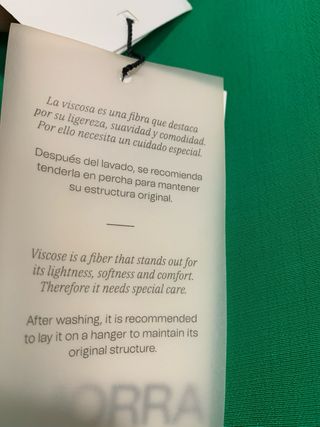 La viscosa es una fibra que destaca
por su ligereza, suavidad y comodidad.
Por ello necesita un cuidado especial.
Después del lavado, se recomienda
tenderla en percha para mantener
su estructura original.
Viscose is a fiber that stands out for
its lightness, softness and comfort.
Therefore it needs special care.
After washing, it is recommended
to lay it on a hanger to maintain its
original structure.
ORRA